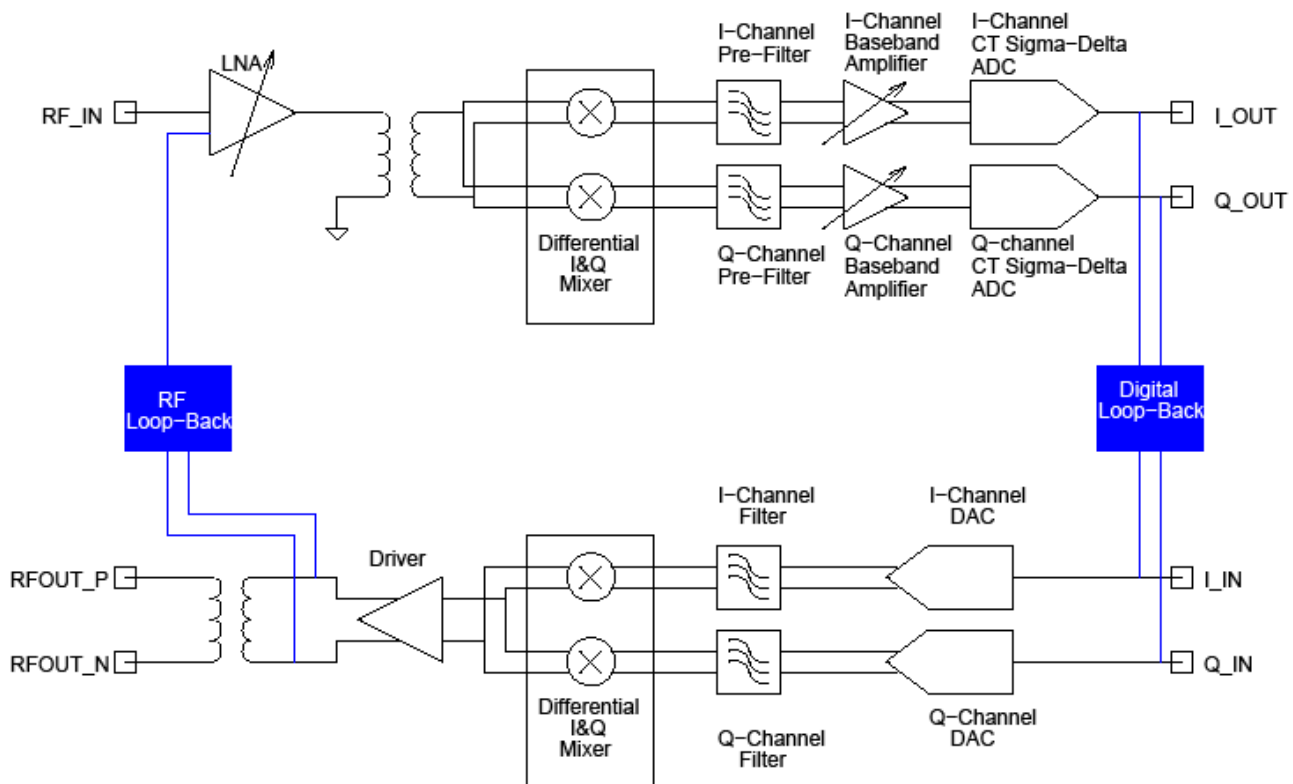 I−Channel
Pre−Filter
I−Channel
Baseband
Amplifier
I−Channel
CT Sigma−Delta
ADC
LNA
RF_IN
I_OUT
Q_OUT
Differential
I&Q
Mixer
Q−Channel
Pre−Filter
Q−Channel
Baseband
Amplifier
Q−channel
CT Sigma−Delta
ADC
RF
Loop−Back
Digital
Loop−Back
I−Channel
Filter
I−Channel
DAC
Driver
RFOUT_P
I_IN
RFOUT_N
Q_IN
Differential
I&Q
Mixer
Q−Channel
Filter
Q−Channel
DAC